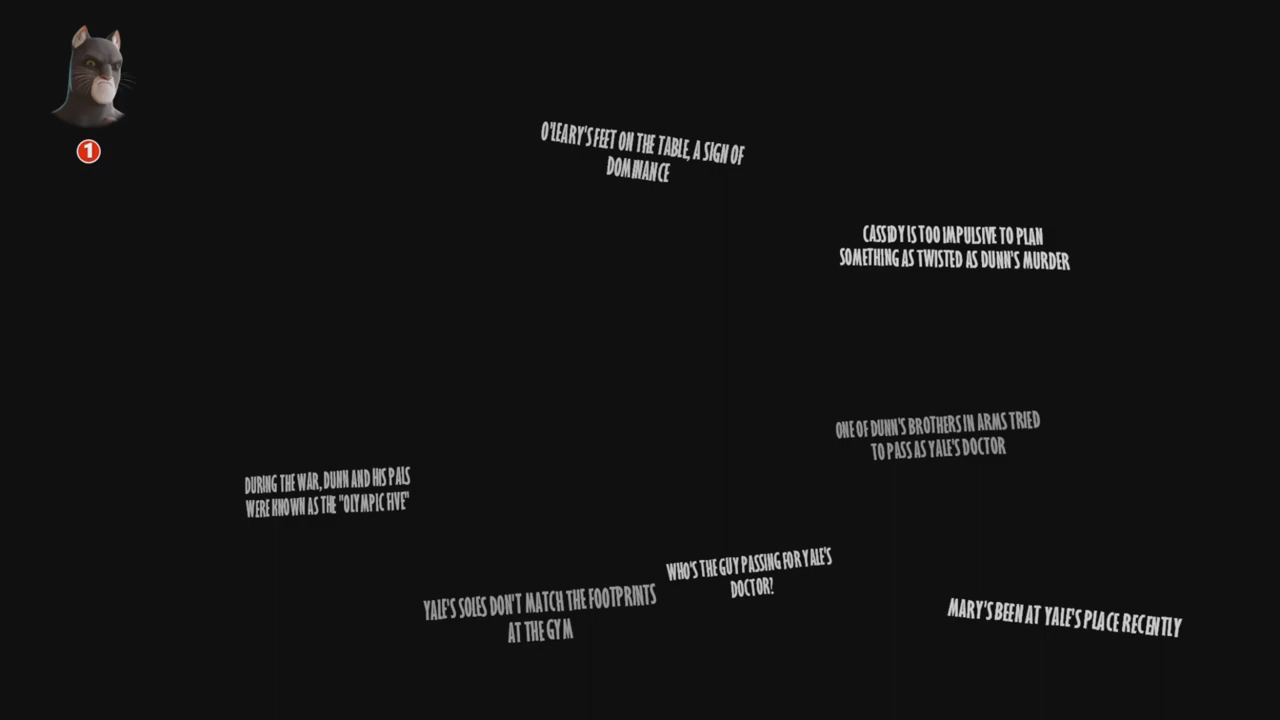 1
O'LEARY'S FEET ON THE TABLE, A SIGN OF
DOMINANCE
CASSIDY IS TOO IMPULSIVE TO PLAN
SOMETHING AS TWISTED AS DUNN'S MURDER
ONE OF DUNN'S BROTHERS IN ARMS TRIED
TO PASS AS YALE'S DOCTOR
DURING THE WAR, DUNN AND HIS PALS
WERE KNOWN AS THE "OLYMPIC FIVE"
WHO'S THE GUY PASSING FOR YALE'S
DOCTOR?
YALE'S SOLES DON'T MATCH THE FOOTPRINTS
AT THE GYM
MARY'S BEEN AT YALE'S PLACE RECENTLY